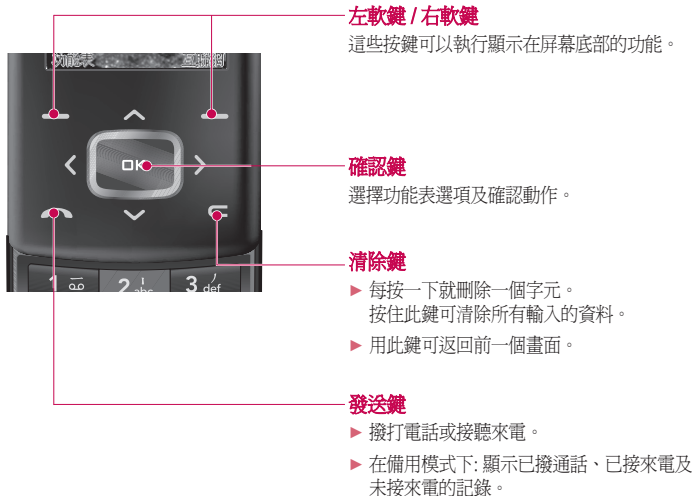 左軟鍵 / 右軟鍵
這些按鍵可以執行顯示在屏幕底部的功能。
功能表
互聯網
OK
確認鍵
選擇功能表選項及確認動作。
清除鍵
► 每按一下就刪除一個字元。
按住此鍵可清除所有輸入的資料。
► 用此鍵可返回前一個畫面。
1
2 abc
3 def
發送鍵
► 撥打電話或接聽來電。
► 在備用模式下: 顯示已撥通話、已接來電及
未接來電的記錄。